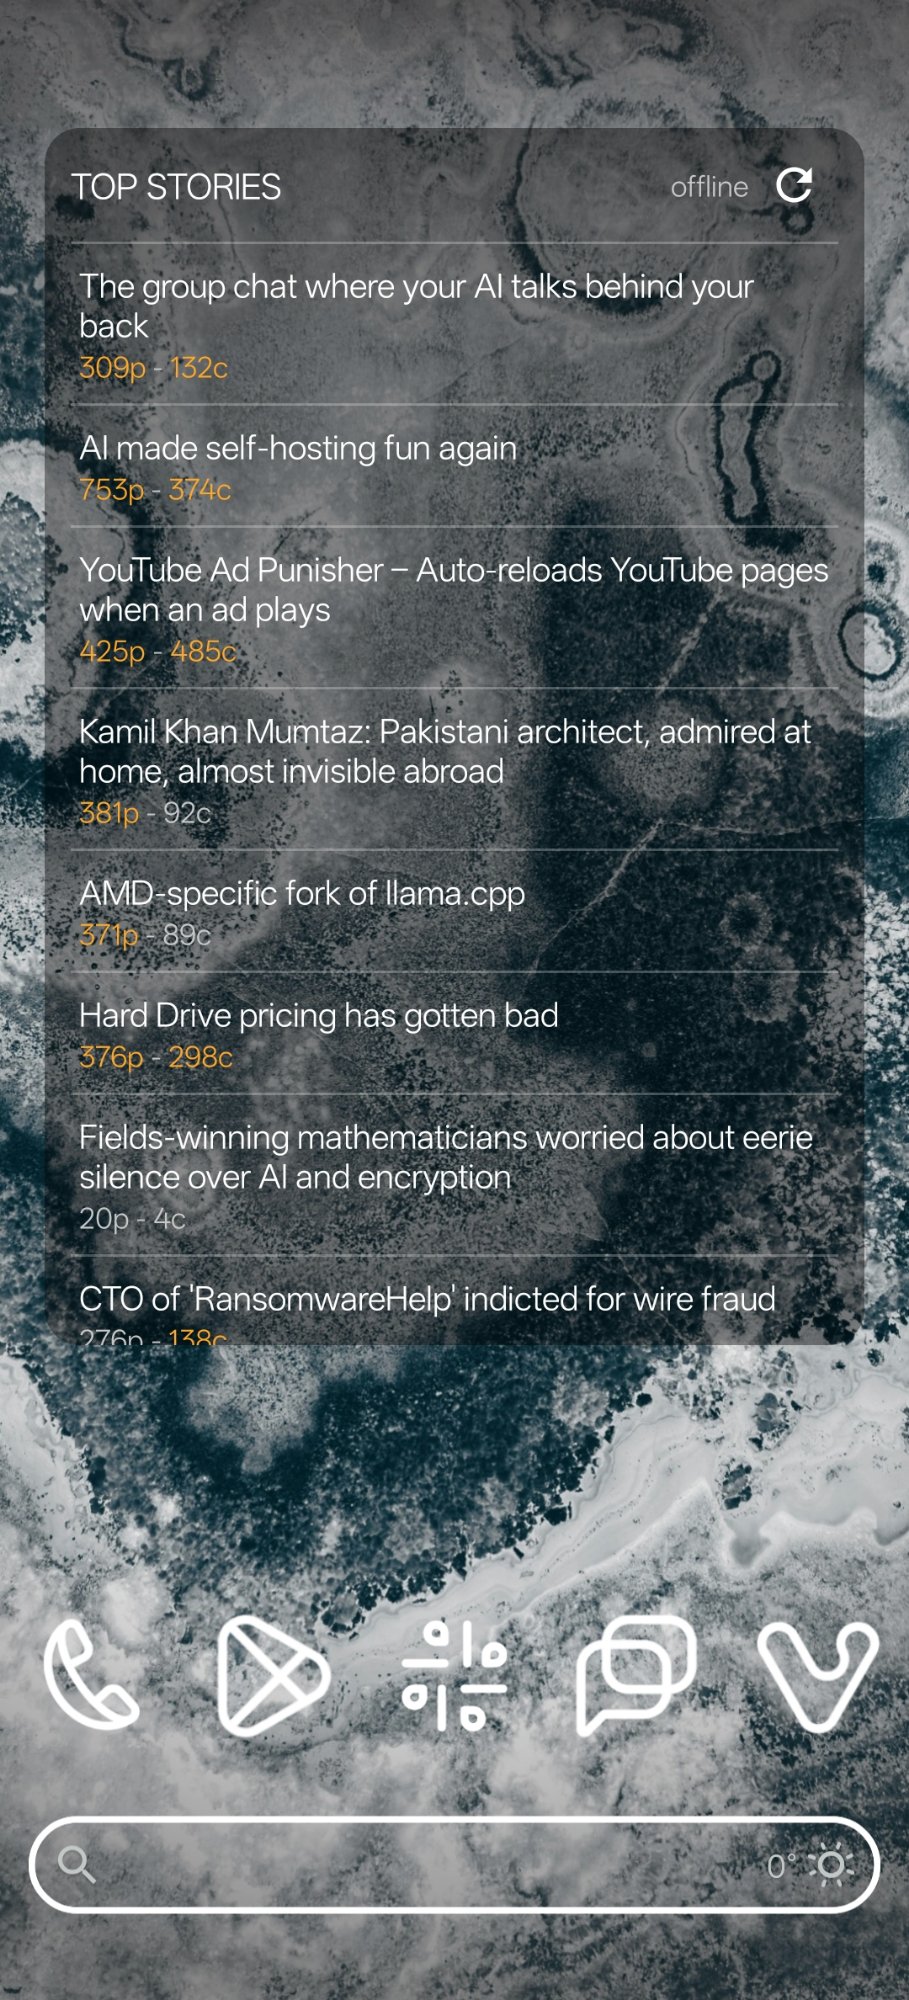 TOP STORIES
offline
The group chat where your AI talks behind your
back
309p - 132c
AI made self-hosting fun again
753p - 374c
YouTube Ad Punisher – Auto-reloads YouTube pages
when an ad plays
425p - 485c
Kamil Khan Mumtaz: Pakistani architect, admired at
home, almost invisible abroad
381p - 92c
AMD-specific fork of llama.cpp
371p - 89c
Hard Drive pricing has gotten bad
376p - 298c
Fields-winning mathematicians worried about eerie
silence over AI and encryption
20p - 4c
CTO of 'RansomwareHelp' indicted for wire fraud
276p - 138c
0°